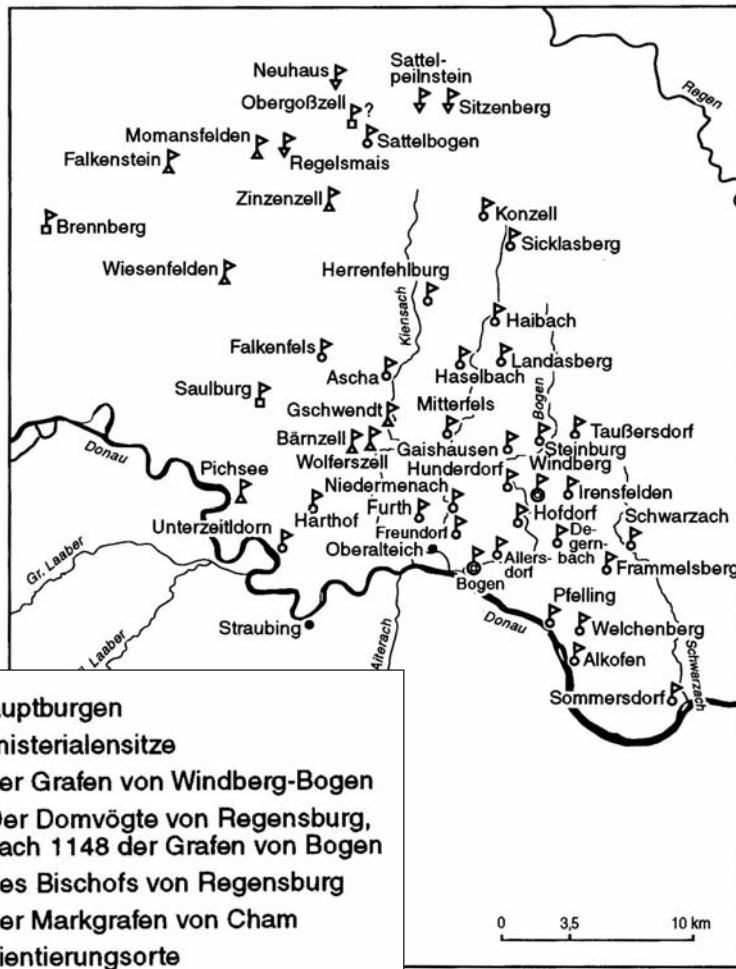 Neuhaus
Sattel-
peilnstein
Obergoßzell
?
Sitzenberg
Regen
Momansfelden
Sattelbogen
Falkenstein
Regelsmais
Zinzenzell
Konzell
Brennberg
Sicklasberg
Wiesenfelden
Herrenfehlburg
Kiensach
Haibach
Falkenfels
Landasberg
Ascha
Haselbach
Saulburg
Gschwendt
Mitterfels
Bogen
Taußersdorf
Donau
Bärnzell
Gaishausen
Steinburg
Wolferszell
Hunderdorf
Windberg
Pichsee
Niedermenach
Irensfelden
Harthof
Furth
Hofdorf
Schwarzach
Unterzeitldorn
Freundorf
De-
gern-
bach
Oberalteich
Allers-
dorf
Gr. Laaber
Bogen
Frammelsberg
Pfelling
Donau
Straubing
Welchenberg
Laaber
Aiterach
Alkofen
Schwarzach
Sommersdorf
auptburgen
nisterialensitze
er Grafen von Windberg-Bogen
Der Domvögte von Regensburg,
ach 1148 der Grafen von Bogen
es Bischofs von Regensburg
er Markgrafen von Cham
ientierungsorte
0 3,5 10 km